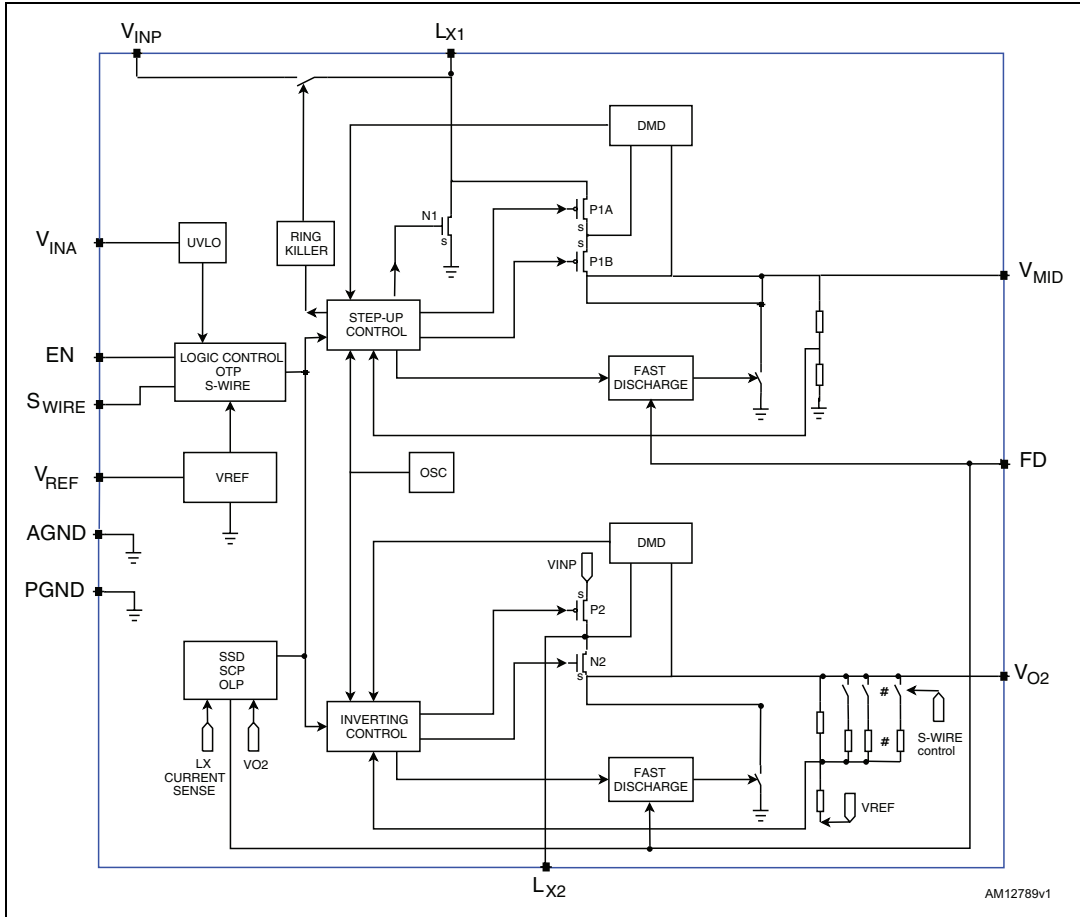 VINP
LX1
DMD
N1
S
P1A
S
S
P1B
VINA
UVLO
RING
KILLER
VMID
STEP-UP
CONTROL
EN
LOGIC CONTROL
OTP
S-WIRE
SWIRE
FAST
DISCHARGE
VREF
VREF
OSC
FD
AGND
DMD
VINP
PGND
S
P2
SSD
SCP
OLP
N2
S
VO2
#
INVERTING
CONTROL
#
S-WIRE
control
LX
CURRENT
SENSE
VO2
FAST
DISCHARGE
VREF
LX2
AM12789v1